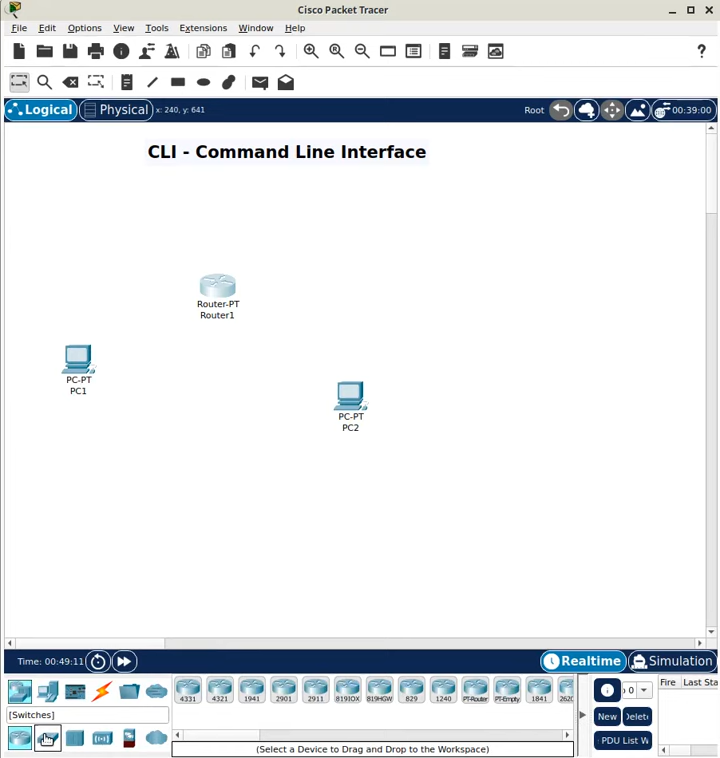 Cisco Packet Tracer
File Edit Options View Tools Extensions Window Help
?
Logical Physical x: 240, y: 641 Root 00:39:00
CLI - Command Line Interface
Router-PT
Router1
PC-PT
PC1
PC-PT
PC2
Time: 00:49:11 Realtime Simulation
4331 4321 1941 2901 2911 819IOX 819HGW 829 1240 PT-Router PT-Empty 1841 262
0 Fire Last Sta
[Switches]
New Delet
PDU List W
(Select a Device to Drag and Drop to the Workspace)